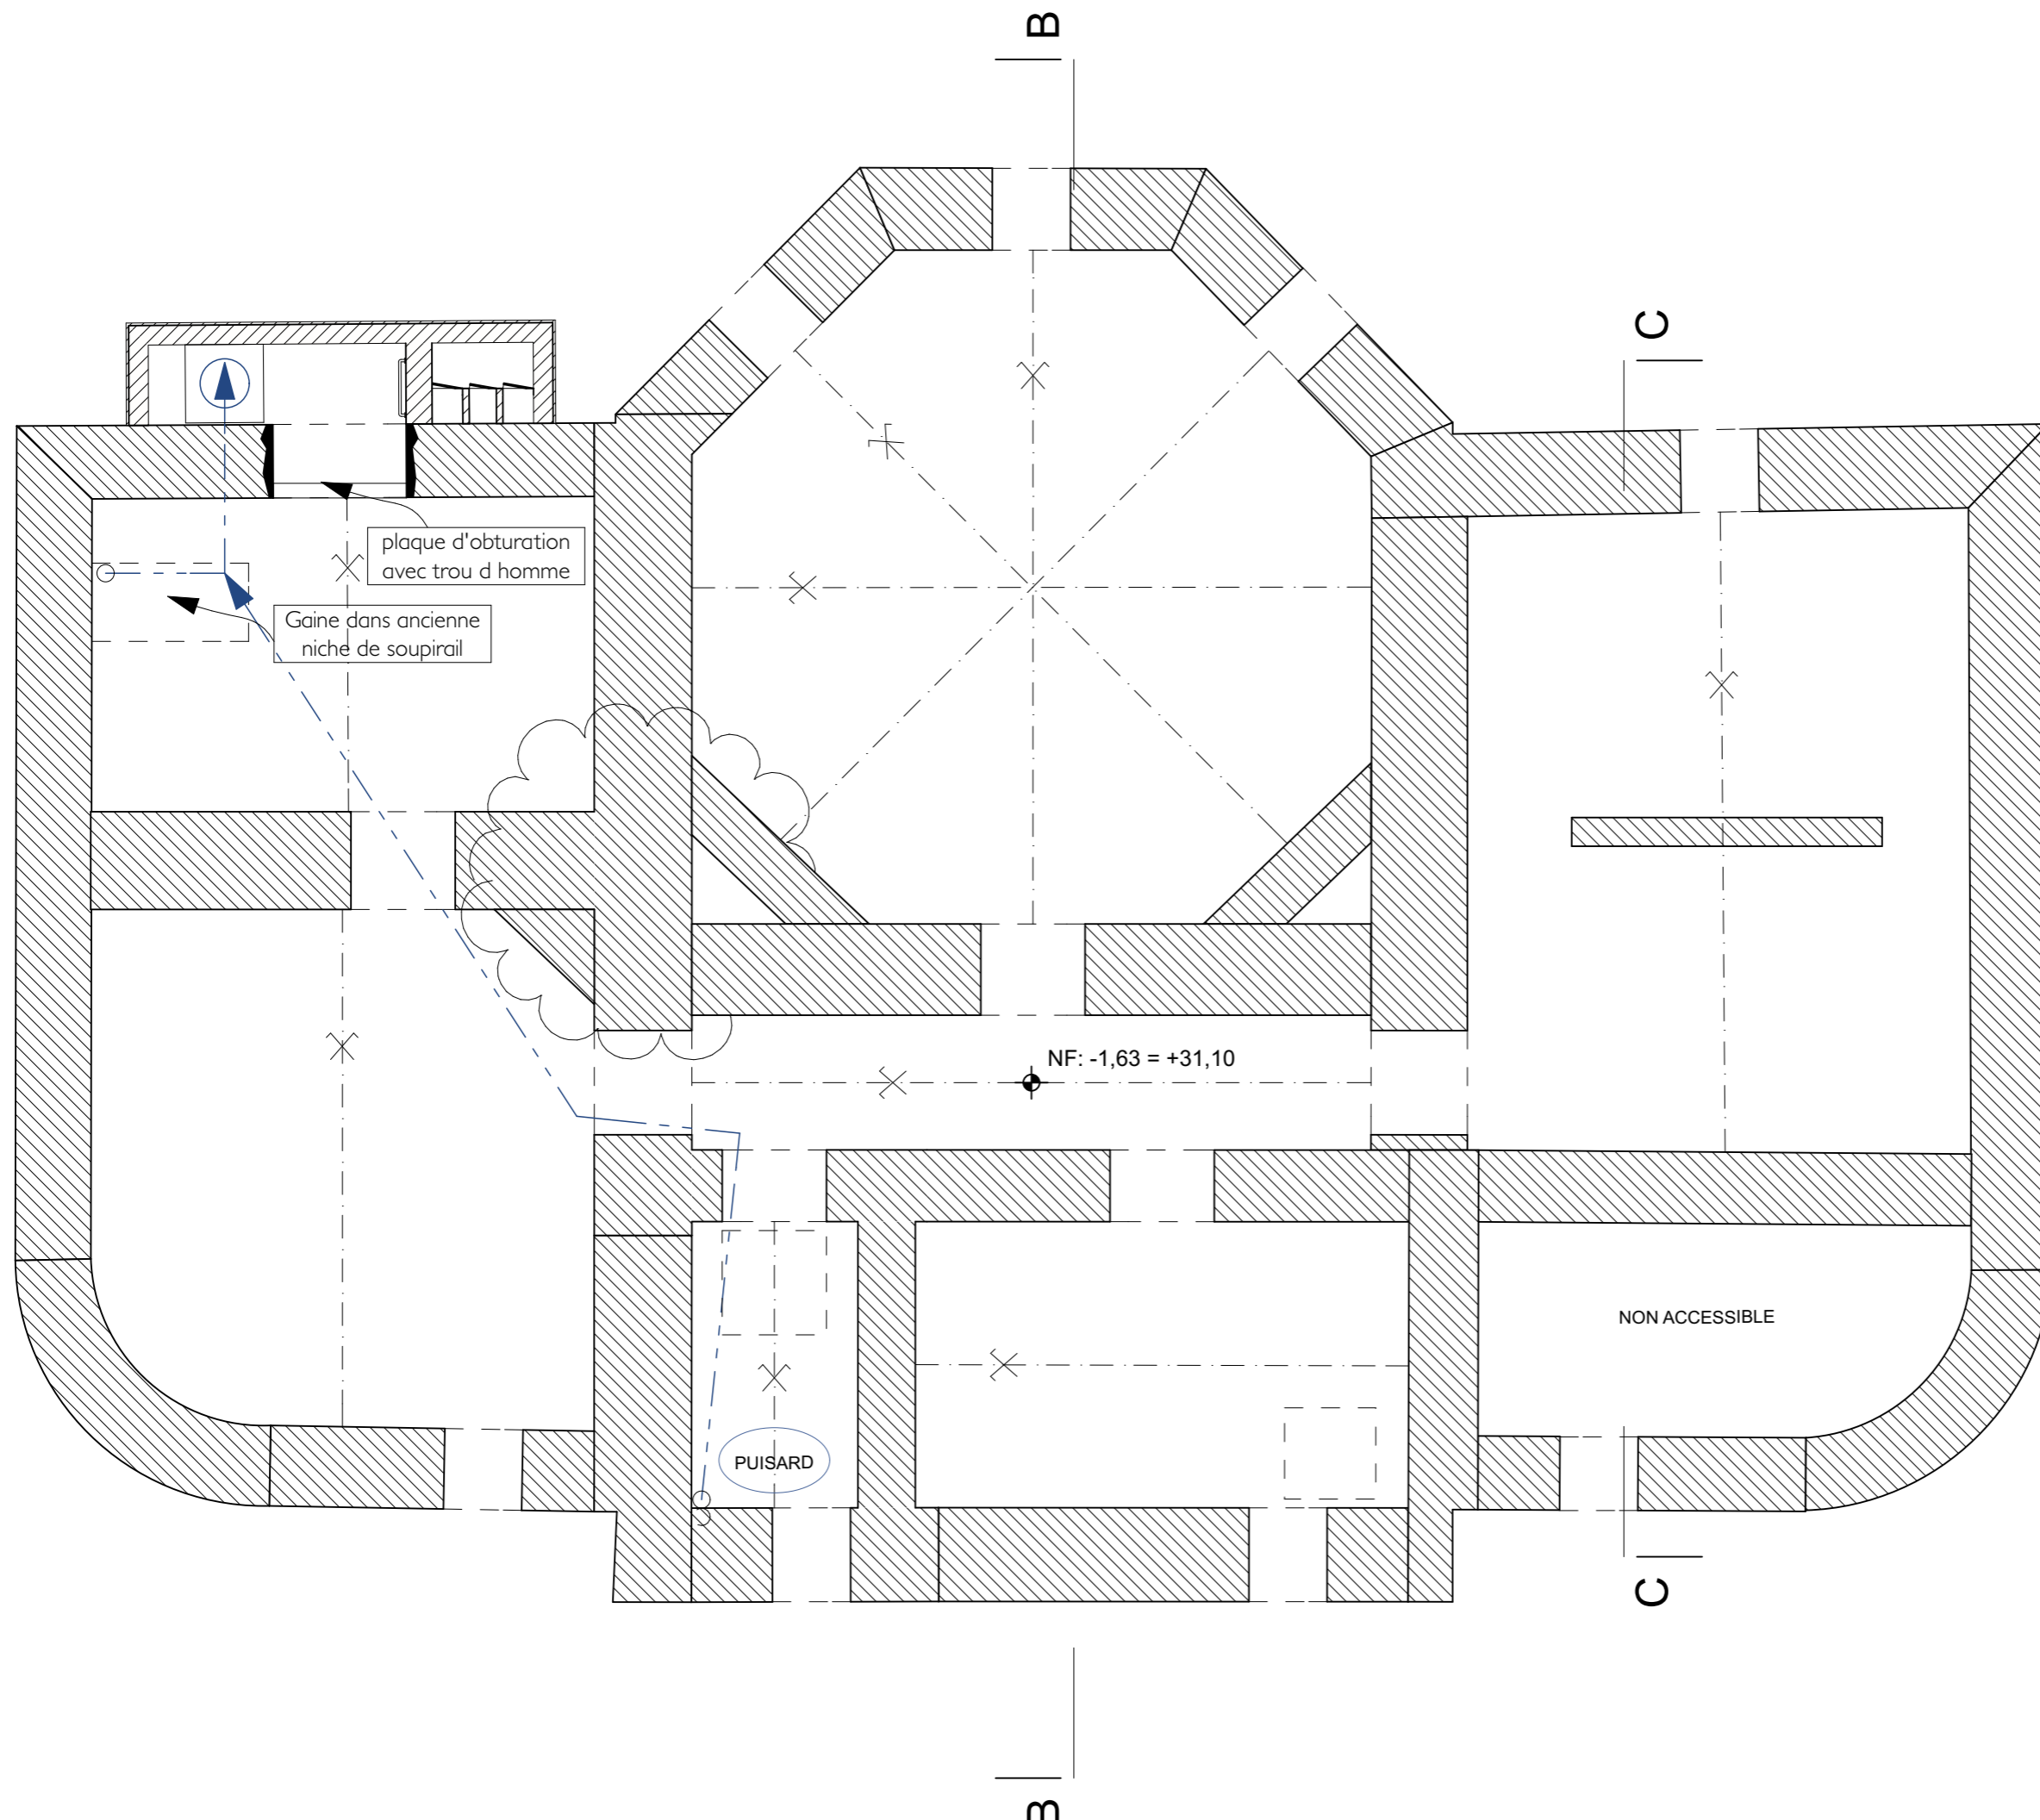 B
C
plaque d'obturation
avec trou d homme
Gaine dans ancienne
niche de soupirail
NF: -1,63 = +31,10
NON ACCESSIBLE
PUISARD
C
B